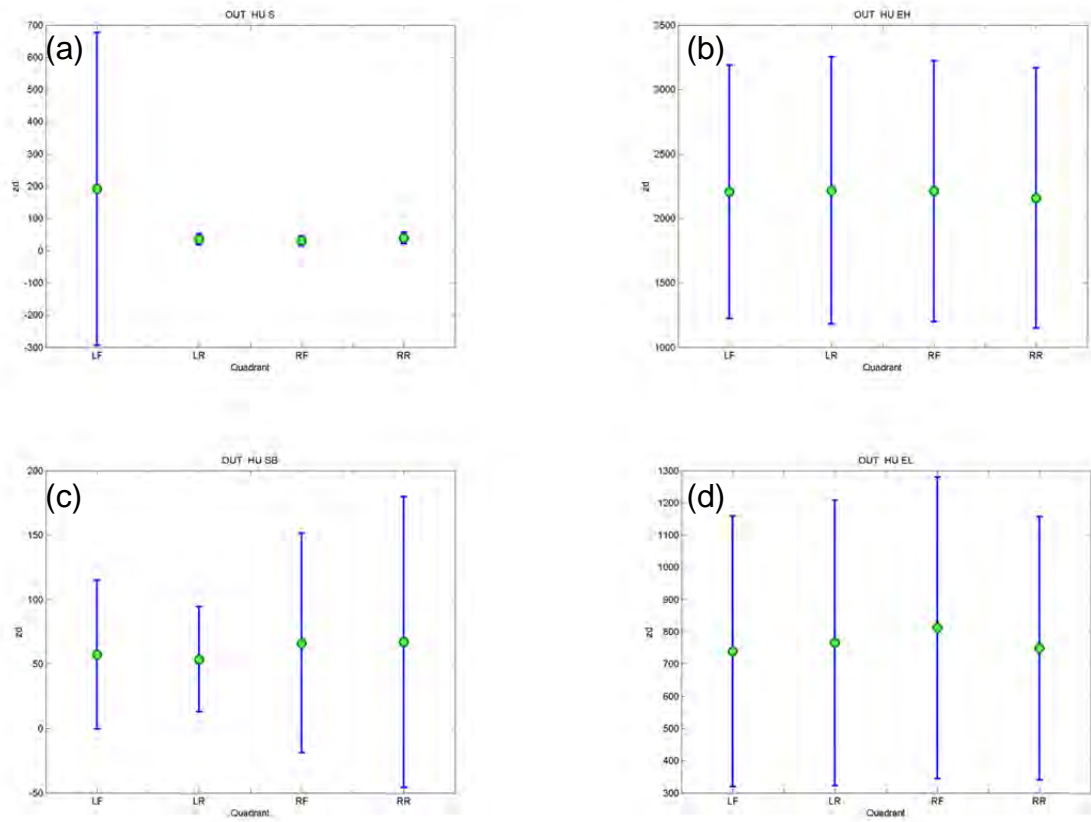 OUT HU S
(a)
700
600
500
400
300
200
100
0
-100
-200
-300
zd
LF LR RF RR
Quadrant
OUT HU EH
(b)
3500
3000
2500
2000
1500
1000
zd
LF LR RF RR
Quadrant
OUT HU SB
(c)
200
150
100
50
0
-50
zd
LF LR RF RR
Quadrant
OUT HU EL
(d)
1300
1200
1100
1000
900
800
700
600
500
400
300
zd
LF LR RF RR
Quadrant